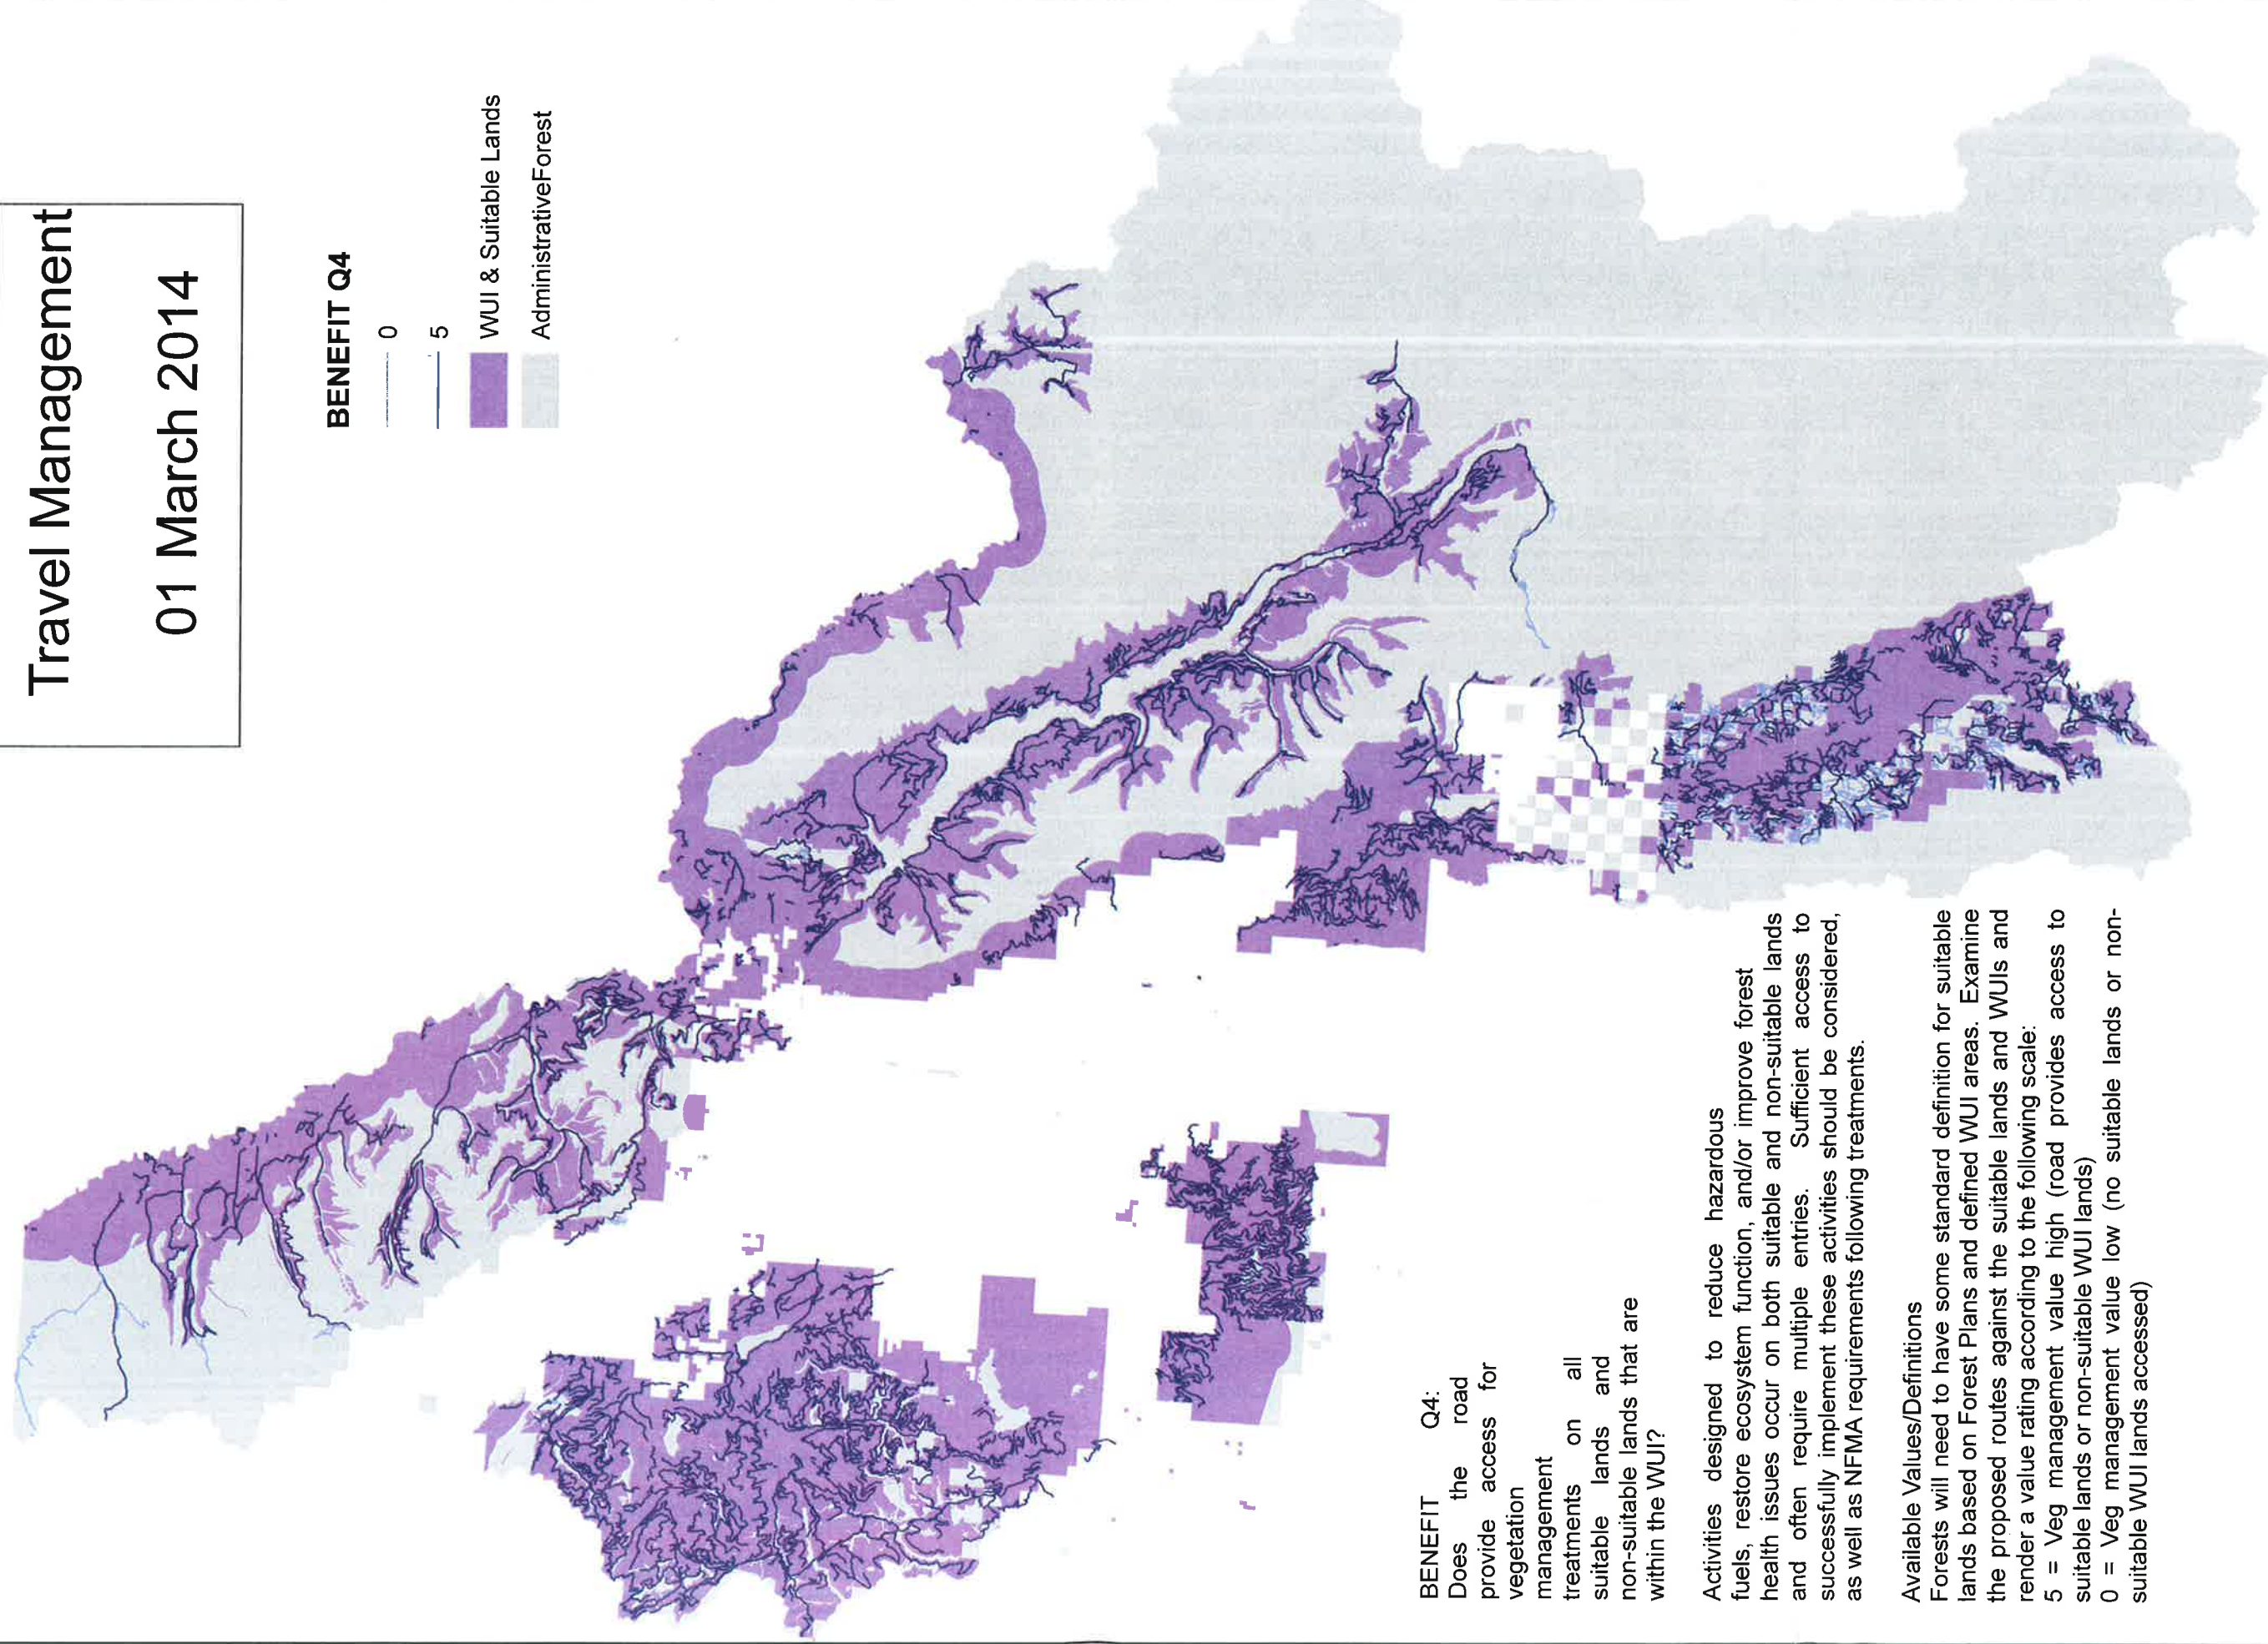 Travel Management
01 March 2014
BENEFIT Q4
0
5
WUI & Suitable Lands
AdministrativeForest
BENEFIT Q4:
Does the road
provide access for
vegetation
management
treatments on all
suitable lands and
non-suitable lands that are
within the WUI?
Activities designed to reduce hazardous
fuels, restore ecosystem function, and/or improve forest
health issues occur on both suitable and non-suitable lands
and often require multiple entries. Sufficient access to
successfully implement these activities should be considered,
as well as NFMA requirements following treatments.
Available Values/Definitions
Forests will need to have some standard definition for suitable
lands based on Forest Plans and defined WUI areas. Examine
the proposed routes against the suitable lands and WUIs and
render a value rating according to the following scale:
5 = Veg management value high (road provides access to
suitable lands or non-suitable WUI lands)
0 = Veg management value low (no suitable lands or non-
suitable WUI lands accessed)